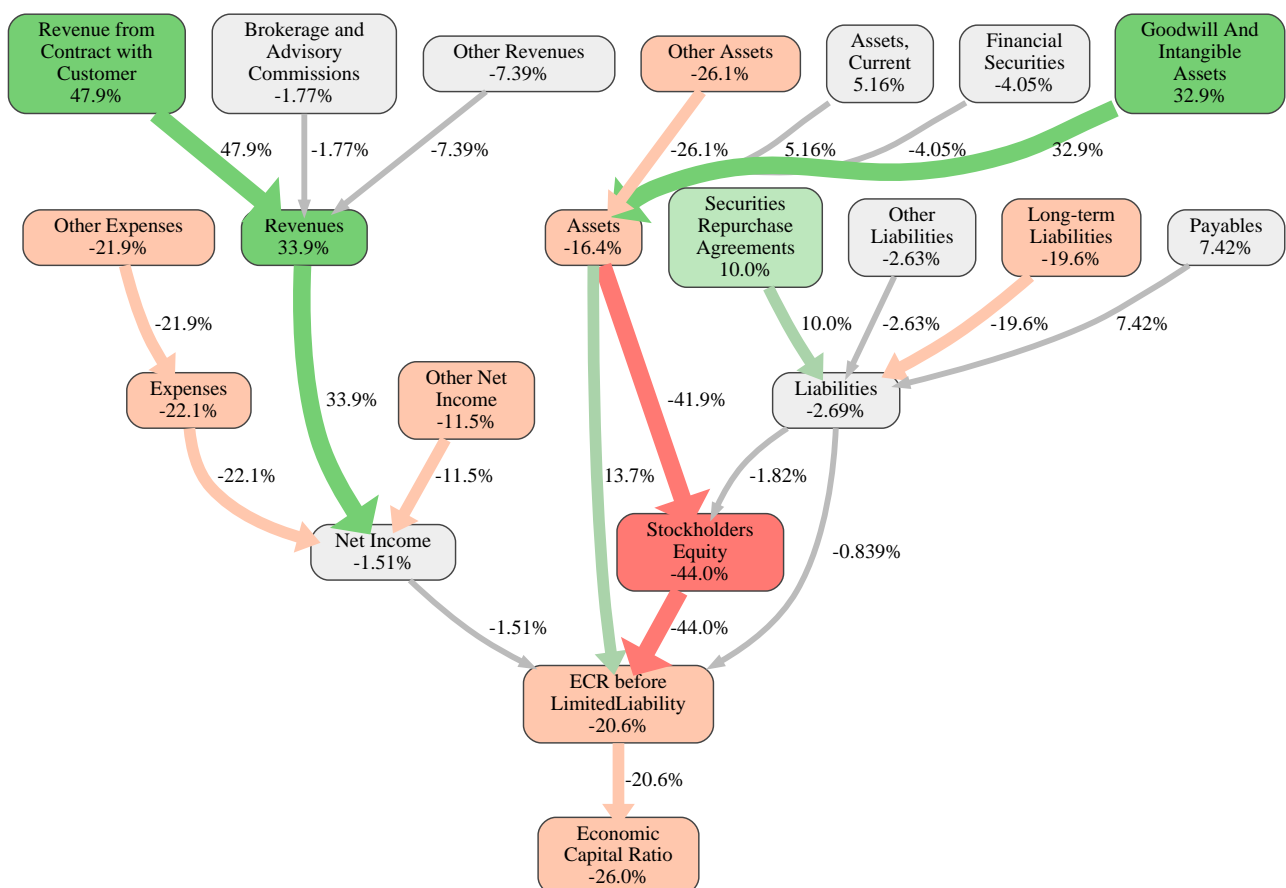 Revenue from
Contract with
Customer
47.9%
Brokerage and
Advisory
Commissions
-1.77%
Other Revenues
-7.39%
Other Assets
-26.1%
Assets,
Current
5.16%
Financial
Securities
-4.05%
Goodwill And
Intangible
Assets
32.9%
47.9%
-1.77%
-7.39%
-26.1%
5.16%
-4.05%
32.9%
Other Expenses
-21.9%
Revenues
33.9%
Assets
-16.4%
Securities
Repurchase
Agreements
10.0%
Other
Liabilities
-2.63%
Long-term
Liabilities
-19.6%
Payables
7.42%
-21.9%
10.0%
-2.63%
-19.6%
7.42%
Expenses
-22.1%
33.9%
Other Net
Income
-11.5%
-41.9%
Liabilities
-2.69%
-22.1%
-11.5%
13.7%
-1.82%
Net Income
-1.51%
Stockholders
Equity
-44.0%
-0.839%
-1.51%
-44.0%
ECR before
LimitedLiability
-20.6%
-20.6%
Economic
Capital Ratio
-26.0%